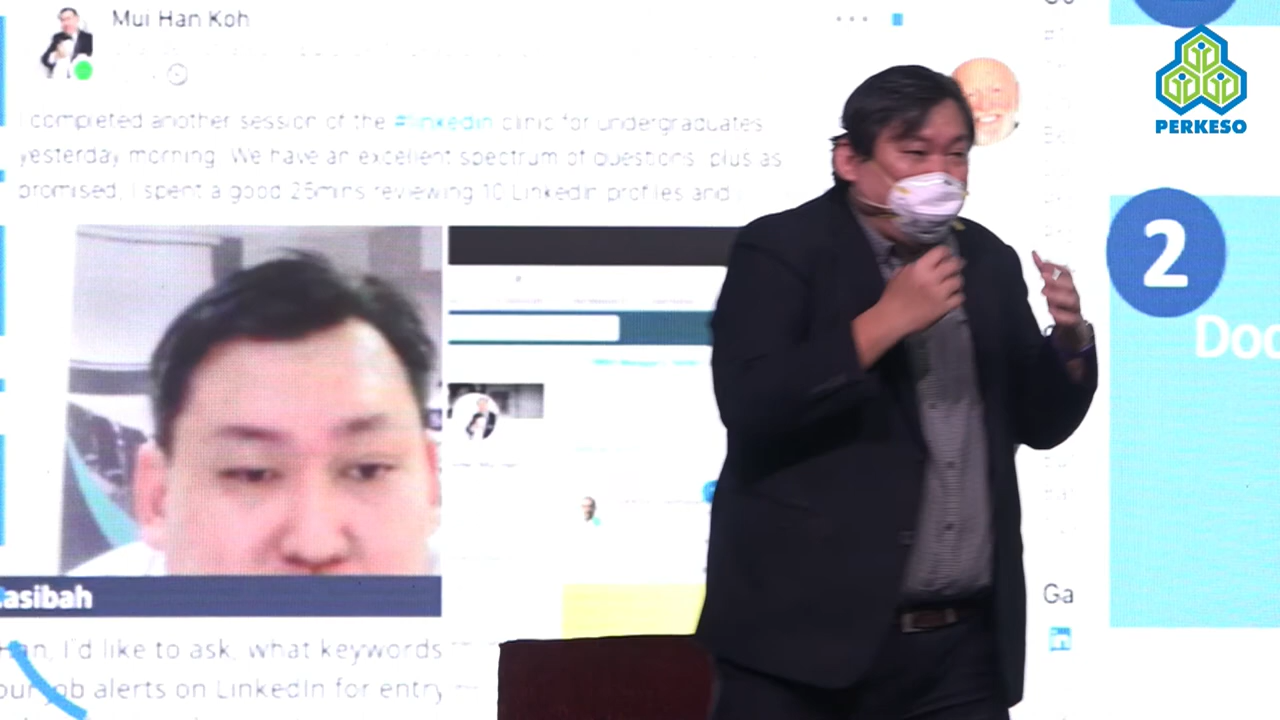 Mui Han Koh
I completed another session of the #linkedin clinic for undergraduates
yesterday morning. We have an excellent spectrum of questions, plus as
promised, I spent a good 25mins reviewing 10 LinkedIn profiles and
asibah
Han, I'd like to ask, what keywords
our job alerts on LinkedIn for entry
Ga
in
PERKESO
2
Doc